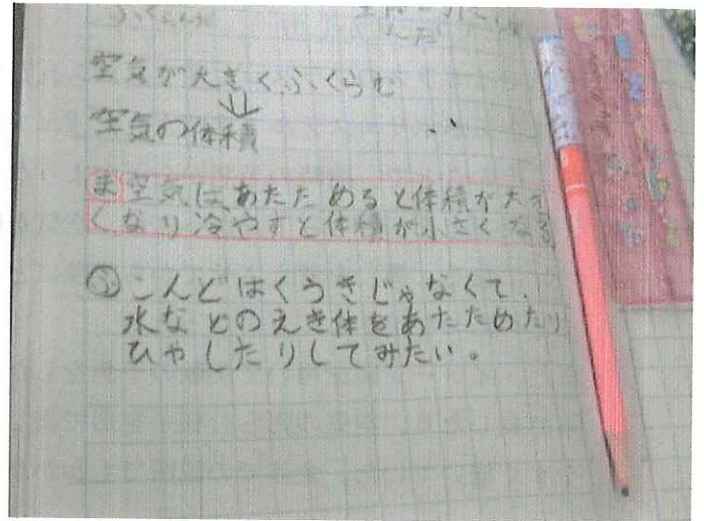 空気が大きくふくらむ
空気の体積
ま 空気は、あたためると体積が大き
くなり冷やすと体積が小さくなる
こんどはくうきじゃなくて、
水などのえき体をあたためたり
ひやしたりしてみたい。